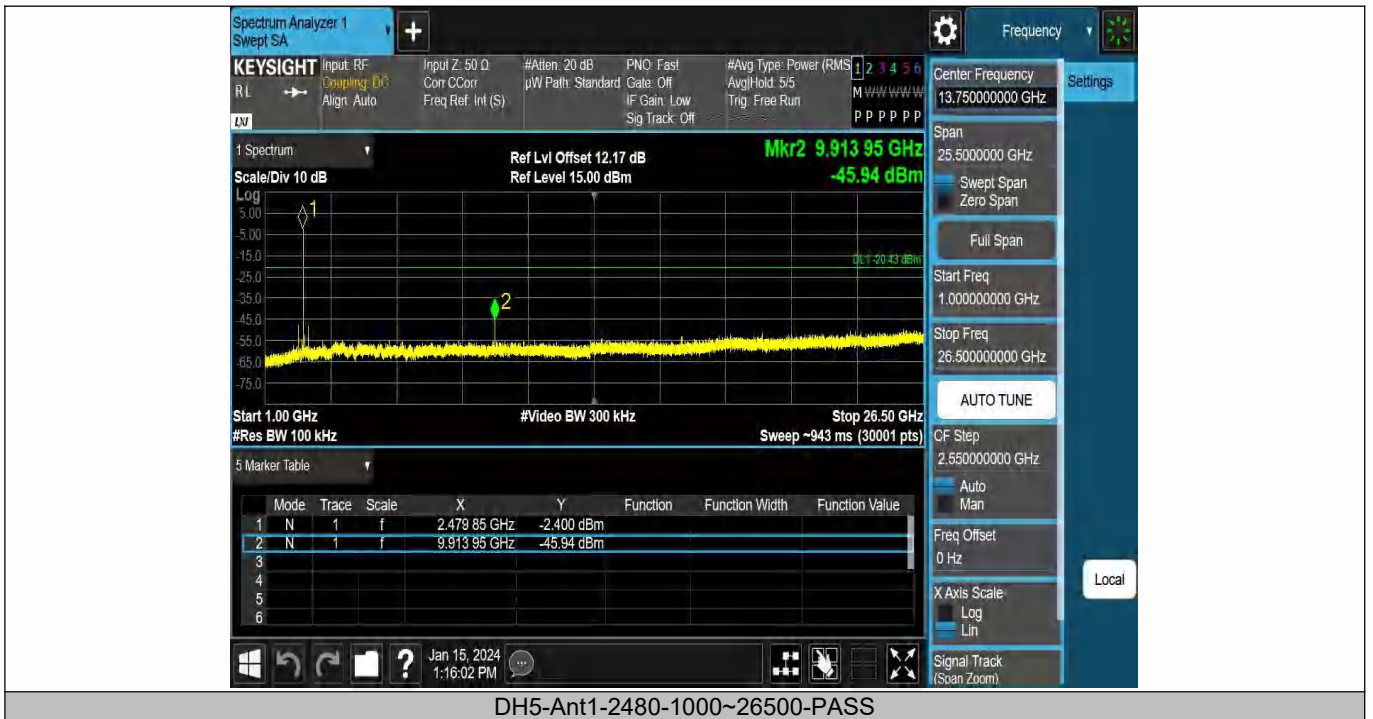 Spectrum Analyzer 1
Swept SA
+
Frequency
KEYSIGHT
RL
LXI
Input: RF
Coupling: DC
Align: Auto
Input Z: 50 Ω
Corr CCorr
Freq Ref: Int (S)
#Atten: 20 dB
µW Path: Standard
PNO: Fast
Gate: Off
IF Gain: Low
Sig Track: Off
#Avg Type: Power (RMS
Avg|Hold: 5/5
Trig: Free Run
1 2 3 4 5 6
M W W W W W
P P P P P P
1 Spectrum
Scale/Div 10 dB
Ref Lvl Offset 12.17 dB
Ref Level 15.00 dBm
Mkr2 9.913 95 GHz
-45.94 dBm
Log
5.00
-5.00
-15.0
-25.0
-35.0
-45.0
-55.0
-65.0
-75.0
1
2
DL1 -20.43 dBm
Start 1.00 GHz
#Video BW 300 kHz
Stop 26.50 GHz
#Res BW 100 kHz
Sweep ~943 ms (30001 pts)
5 Marker Table
Mode Trace Scale X Y Function Function Width Function Value
1 N 1 f 2.479 85 GHz -2.400 dBm
2 N 1 f 9.913 95 GHz -45.94 dBm
3
4
5
6
?
Jan 15, 2024
1:16:02 PM
Center Frequency
13.750000000 GHz
Settings
Span
25.5000000 GHz
Swept Span
Zero Span
Full Span
Start Freq
1.000000000 GHz
Stop Freq
26.500000000 GHz
AUTO TUNE
CF Step
2.550000000 GHz
Auto
Man
Freq Offset
0 Hz
X Axis Scale
Log
Lin
Local
Signal Track
(Span Zoom)
DH5-Ant1-2480-1000~26500-PASS